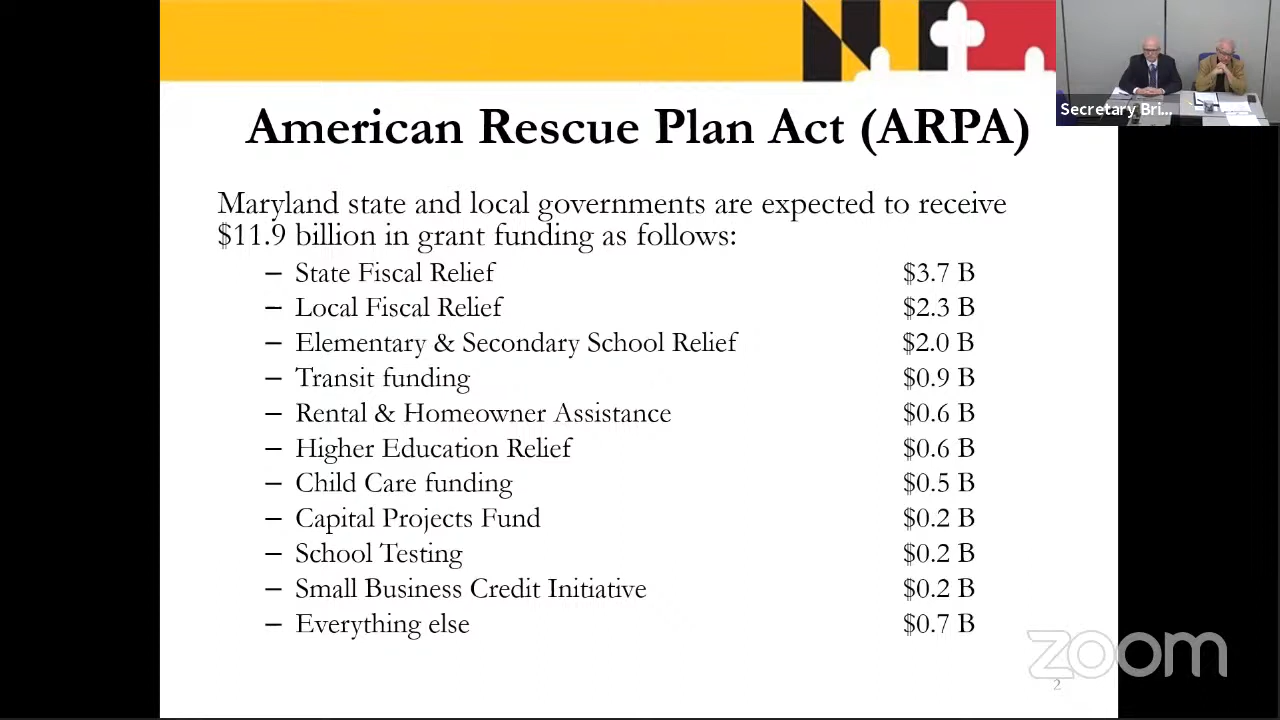 American Rescue Plan Act (ARPA)
Secretary Bri...
Maryland state and local governments are expected to receive
$11.9 billion in grant funding as follows:
– State Fiscal Relief $3.7 B
– Local Fiscal Relief $2.3 B
– Elementary & Secondary School Relief $2.0 B
– Transit funding $0.9 B
– Rental & Homeowner Assistance $0.6 B
– Higher Education Relief $0.6 B
– Child Care funding $0.5 B
– Capital Projects Fund $0.2 B
– School Testing $0.2 B
– Small Business Credit Initiative $0.2 B
– Everything else $0.7 B
zoom
2